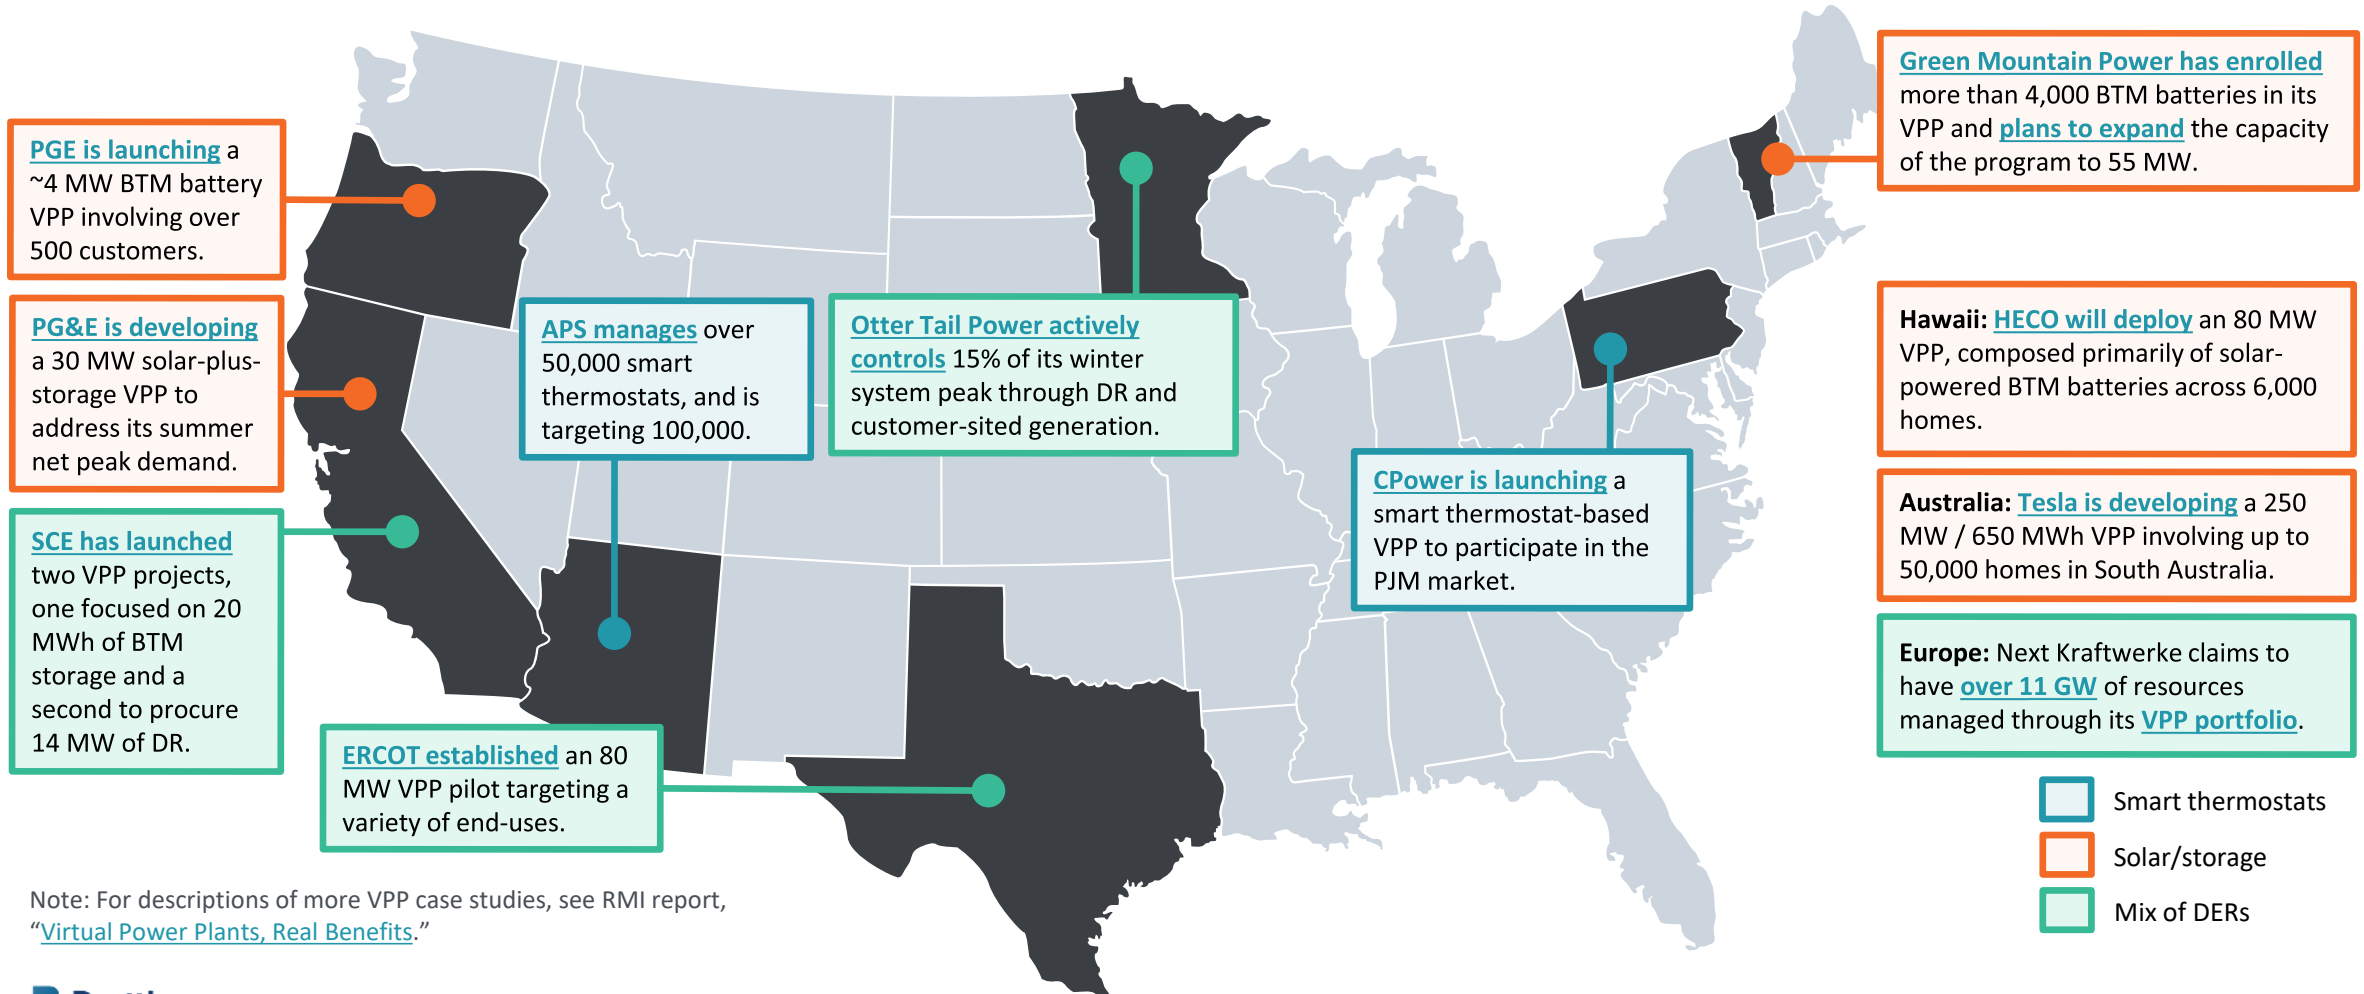 PGE is launching a
~4 MW BTM battery
VPP involving over
500 customers.
PG&E is developing
a 30 MW solar-plus-
storage VPP to
address its summer
net peak demand.
SCE has launched
two VPP projects,
one focused on 20
MWh of BTM
storage and a
second to procure
14 MW of DR.
APS manages over
50,000 smart
thermostats, and is
targeting 100,000.
Otter Tail Power actively
controls 15% of its winter
system peak through DR and
customer-sited generation.
ERCOT established an 80
MW VPP pilot targeting a
variety of end-uses.
CPower is launching a
smart thermostat-based
VPP to participate in the
PJM market.
Green Mountain Power has enrolled
more than 4,000 BTM batteries in its
VPP and plans to expand the capacity
of the program to 55 MW.
Hawaii: HECO will deploy an 80 MW
VPP, composed primarily of solar-
powered BTM batteries across 6,000
homes.
Australia: Tesla is developing a 250
MW / 650 MWh VPP involving up to
50,000 homes in South Australia.
Europe: Next Kraftwerke claims to
have over 11 GW of resources
managed through its VPP portfolio.
Smart thermostats
Solar/storage
Mix of DERs
Note: For descriptions of more VPP case studies, see RMI report,
“Virtual Power Plants, Real Benefits.”